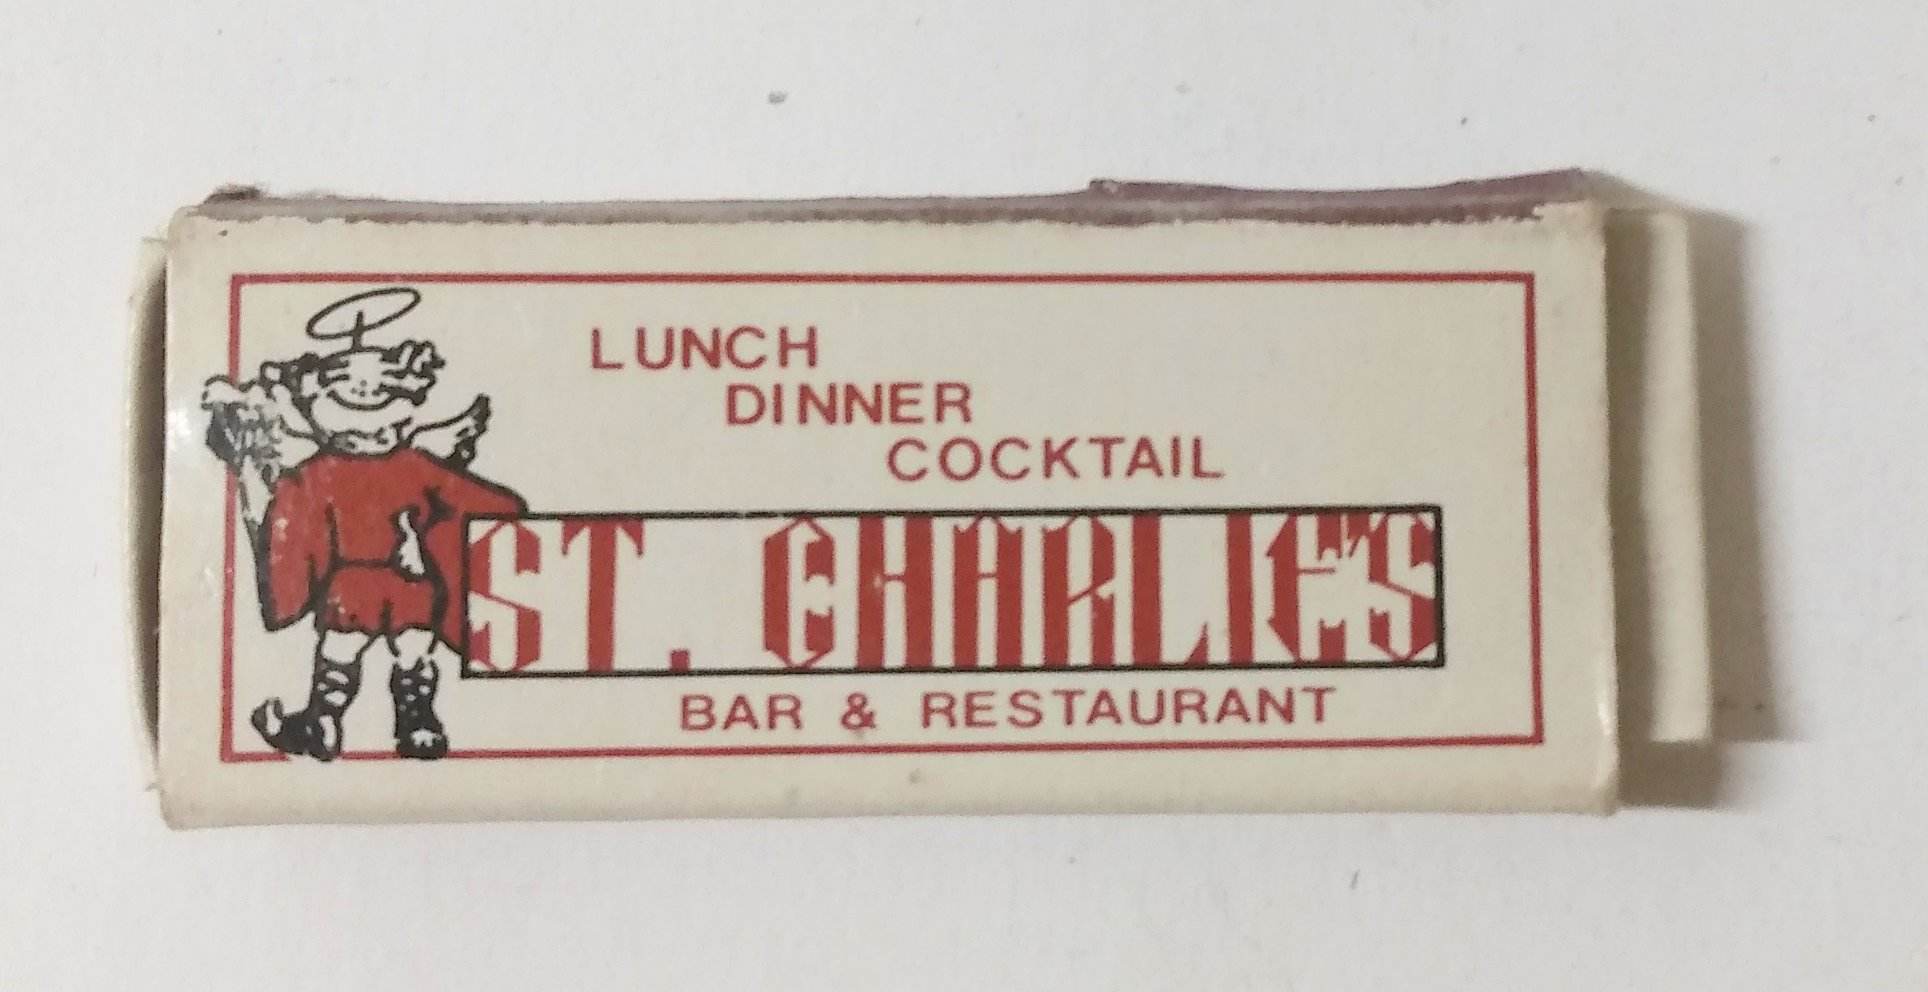 LUNCH
DINNER
COCKTAIL
ST. CHARLIE'S
BAR & RESTAURANT